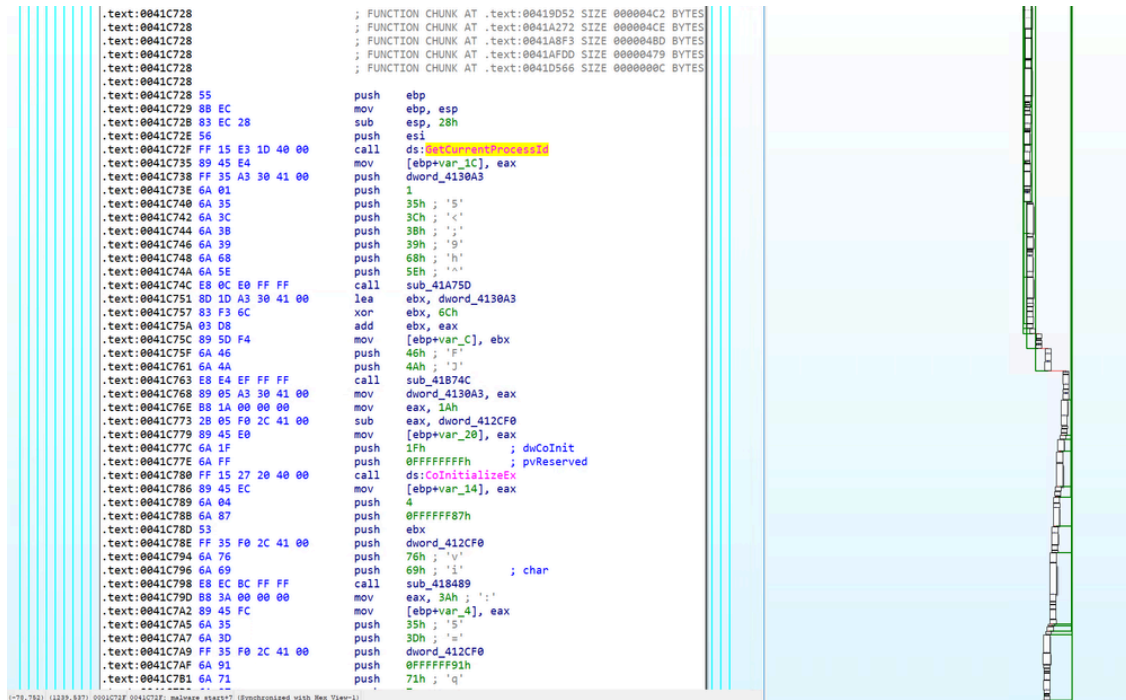 .text:0041C728 ; FUNCTION CHUNK AT .text:00419D52 SIZE 000004C2 BYTES
.text:0041C728 ; FUNCTION CHUNK AT .text:0041A272 SIZE 000004CE BYTES
.text:0041C728 ; FUNCTION CHUNK AT .text:0041A8F3 SIZE 000004BD BYTES
.text:0041C728 ; FUNCTION CHUNK AT .text:0041AFDD SIZE 00000479 BYTES
.text:0041C728 ; FUNCTION CHUNK AT .text:0041D566 SIZE 0000000C BYTES
.text:0041C728
.text:0041C728 55 push ebp
.text:0041C729 8B EC mov ebp, esp
.text:0041C72B 83 EC 28 sub esp, 28h
.text:0041C72E 56 push esi
.text:0041C72F FF 15 E3 1D 40 00 call ds:GetCurrentProcessId
.text:0041C735 89 45 E4 mov [ebp+var_1C], eax
.text:0041C738 FF 35 A3 30 41 00 push dword_4130A3
.text:0041C73E 6A 01 push 1
.text:0041C740 6A 35 push 35h ; '5'
.text:0041C742 6A 3C push 3Ch ; '<'
.text:0041C744 6A 3B push 3Bh ; ';'
.text:0041C746 6A 39 push 39h ; '9'
.text:0041C748 6A 68 push 68h ; 'h'
.text:0041C74A 6A 5E push 5Eh ; '^'
.text:0041C74C E8 0C E0 FF FF call sub_41A75D
.text:0041C751 8D 1D A3 30 41 00 lea ebx, dword_4130A3
.text:0041C757 83 F3 6C xor ebx, 6Ch
.text:0041C75A 03 D8 add ebx, eax
.text:0041C75C 89 5D F4 mov [ebp+var_C], ebx
.text:0041C75F 6A 46 push 46h ; 'F'
.text:0041C761 6A 4A push 4Ah ; 'J'
.text:0041C763 E8 E4 EF FF FF call sub_41B74C
.text:0041C768 89 05 A3 30 41 00 mov dword_4130A3, eax
.text:0041C76E B8 1A 00 00 00 mov eax, 1Ah
.text:0041C773 2B 05 F0 2C 41 00 sub eax, dword_412CF0
.text:0041C779 89 45 E0 mov [ebp+var_20], eax
.text:0041C77C 6A 1F push 1Fh ; dwCoInit
.text:0041C77E 6A FF push 0FFFFFFFFh ; pvReserved
.text:0041C780 FF 15 27 20 40 00 call ds:CoInitializeEx
.text:0041C786 89 45 EC mov [ebp+var_14], eax
.text:0041C789 6A 04 push 4
.text:0041C78B 6A 87 push 0FFFFFF87h
.text:0041C78D 53 push ebx
.text:0041C78E FF 35 F0 2C 41 00 push dword_412CF0
.text:0041C794 6A 76 push 76h ; 'v'
.text:0041C796 6A 69 push 69h ; 'i' ; char
.text:0041C798 E8 EC BC FF FF call sub_418489
.text:0041C79D B8 3A 00 00 00 mov eax, 3Ah ; ':'
.text:0041C7A2 89 45 FC mov [ebp+var_4], eax
.text:0041C7A5 6A 35 push 35h ; '5'
.text:0041C7A7 6A 3D push 3Dh ; '='
.text:0041C7A9 FF 35 F0 2C 41 00 push dword_412CF0
.text:0041C7AF 6A 91 push 0FFFFFF91h
.text:0041C7B1 6A 71 push 71h ; 'q'
(-78,752) (1239,537) 0001C72F 0041C72F: malware_start+7 (Synchronized with Hex View-1)